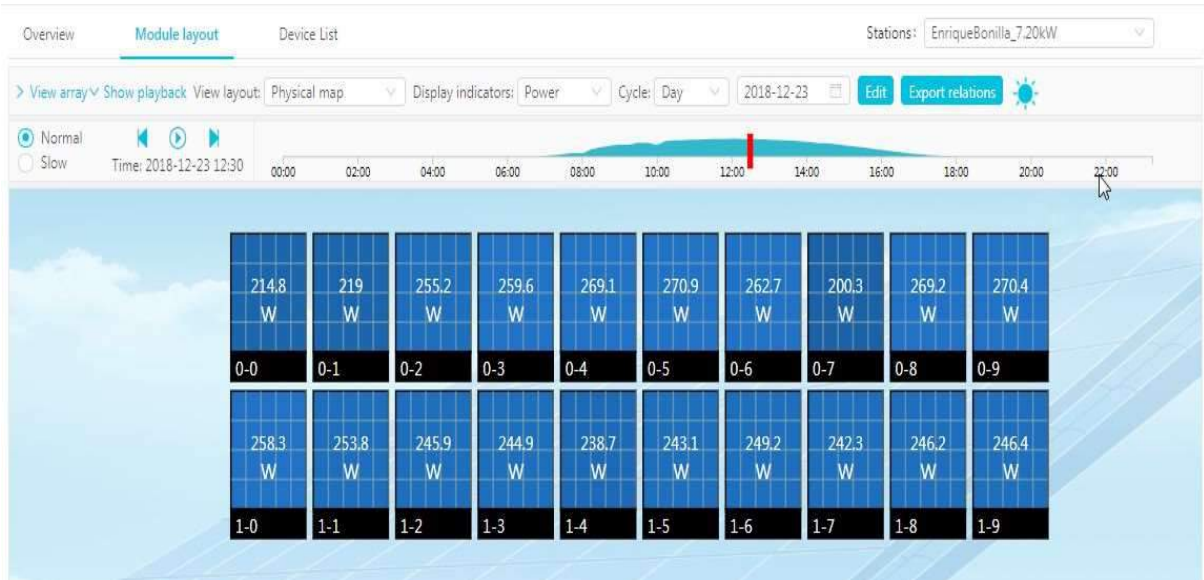 Overview Module layout Device List Stations: EnriqueBonilla_7.20kW
View array Show playback View layout: Physical map Display indicators: Power Cycle: Day 2018-12-23 Edit Export relations
Normal
Slow Time: 2018-12-23 12:30
00:00 02:00 04:00 06:00 08:00 10:00 12:00 14:00 16:00 18:00 20:00 22:00
214.8 219 255.2 259.6 269.1 270.9 262.7 200.3 269.2 270.4
W W W W W W W W W W
0-0 0-1 0-2 0-3 0-4 0-5 0-6 0-7 0-8 0-9
258.3 253.8 245.9 244.9 238.7 243.1 249.2 242.3 246.2 246.4
W W W W W W W W W W
1-0 1-1 1-2 1-3 1-4 1-5 1-6 1-7 1-8 1-9